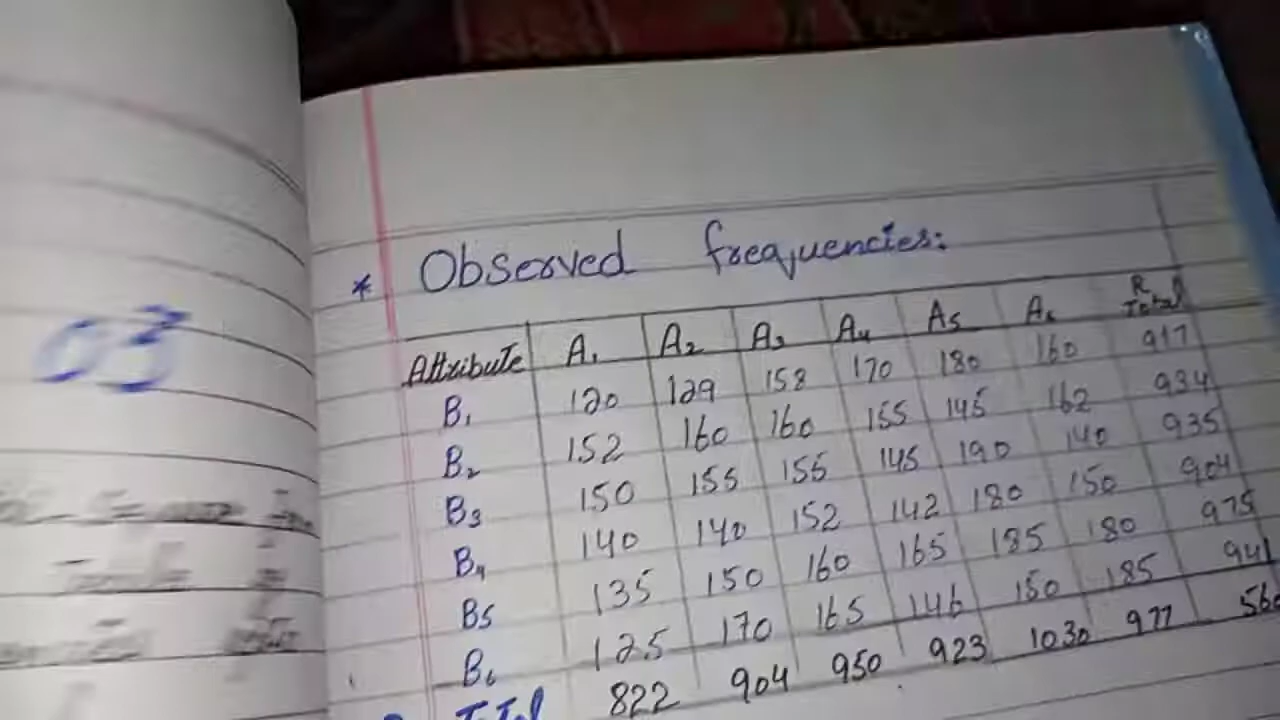 03
* Observed frequencies:
Attribute A1 A2 A3 A4 A5 A6 R Total
B1 120 129 158 170 180 160 917
B2 152 160 160 155 145 162 934
B3 150 155 155 145 190 140 935
B4 140 140 152 142 180 150 904
B5 135 150 160 165 185 180 975
B6 125 170 165 146 150 185 941
822 904 950 923 1030 977 560